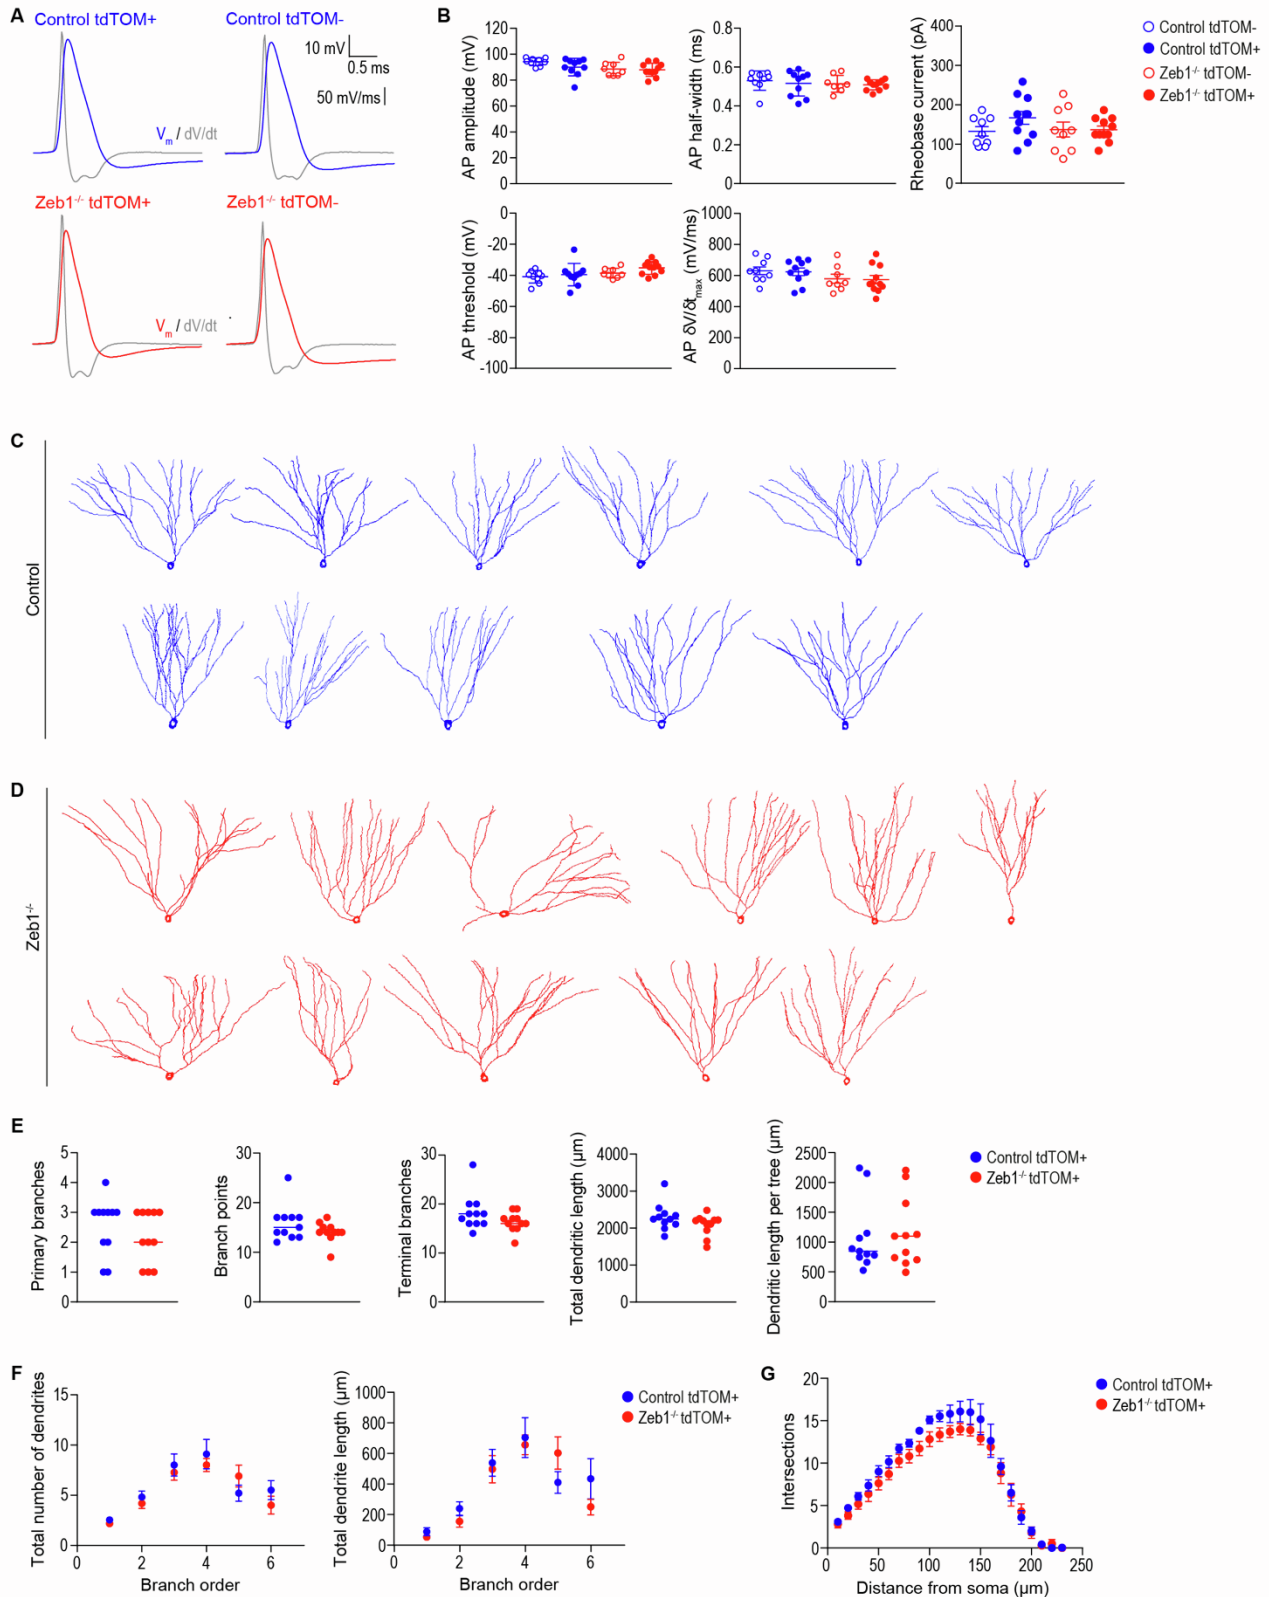 A
Control tdTOM+
Control tdTOM-
10 mV
0.5 ms
50 mV/ms
Vm / dV/dt
Zeb1-/- tdTOM+
Zeb1-/- tdTOM-
Vm / dV/dt
B
AP amplitude (mV)
120
100
80
60
40
20
0
AP half-width (ms)
0.8
0.6
0.4
0.2
0
Rheobase current (pA)
400
300
200
100
0
Control tdTOM-
Control tdTOM+
Zeb1-/- tdTOM-
Zeb1-/- tdTOM+
AP threshold (mV)
0
-20
-40
-60
-80
-100
AP δV/δtmax (mV/ms)
1000
800
600
400
200
0
C
Control
D
Zeb1-/-
E
Primary branches
5
4
3
2
1
0
Branch points
30
20
10
0
Terminal branches
30
20
10
0
Total dendritic length (µm)
4000
3000
2000
1000
0
Dendritic length per tree (µm)
2500
2000
1500
1000
500
0
Control tdTOM+
Zeb1-/- tdTOM+
F
Total number of dendrites
15
10
5
0
0 2 4 6
Branch order
Total dendrite length (µm)
1000
800
600
400
200
0
0 2 4 6
Branch order
Control tdTOM+
Zeb1-/- tdTOM+
G
Intersections
20
15
10
5
0
0 50 100 150 200 250
Distance from soma (µm)
Control tdTOM+
Zeb1-/- tdTOM+